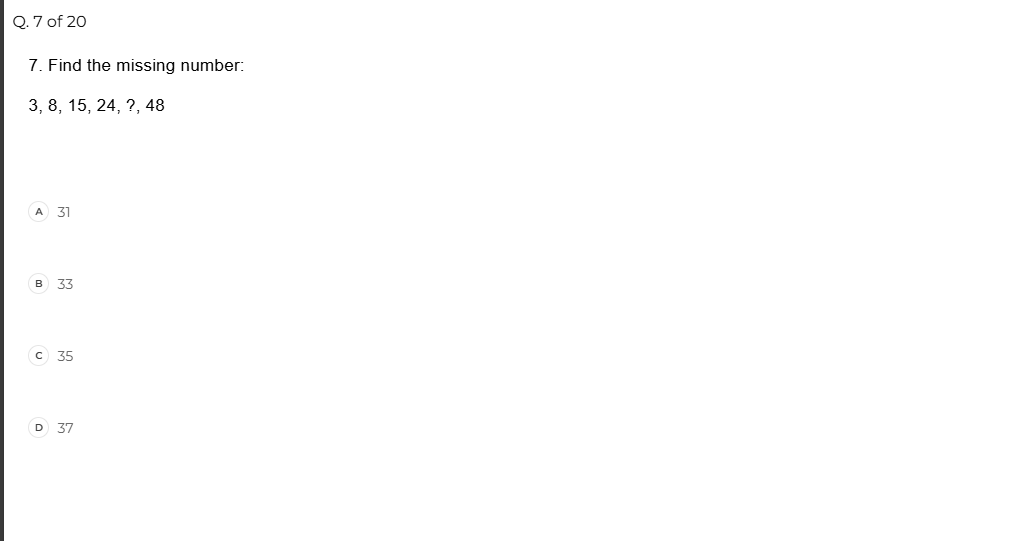 Q. 7 of 20
7. Find the missing number:
3, 8, 15, 24, ?, 48
A 31
B 33
C 35
D 37